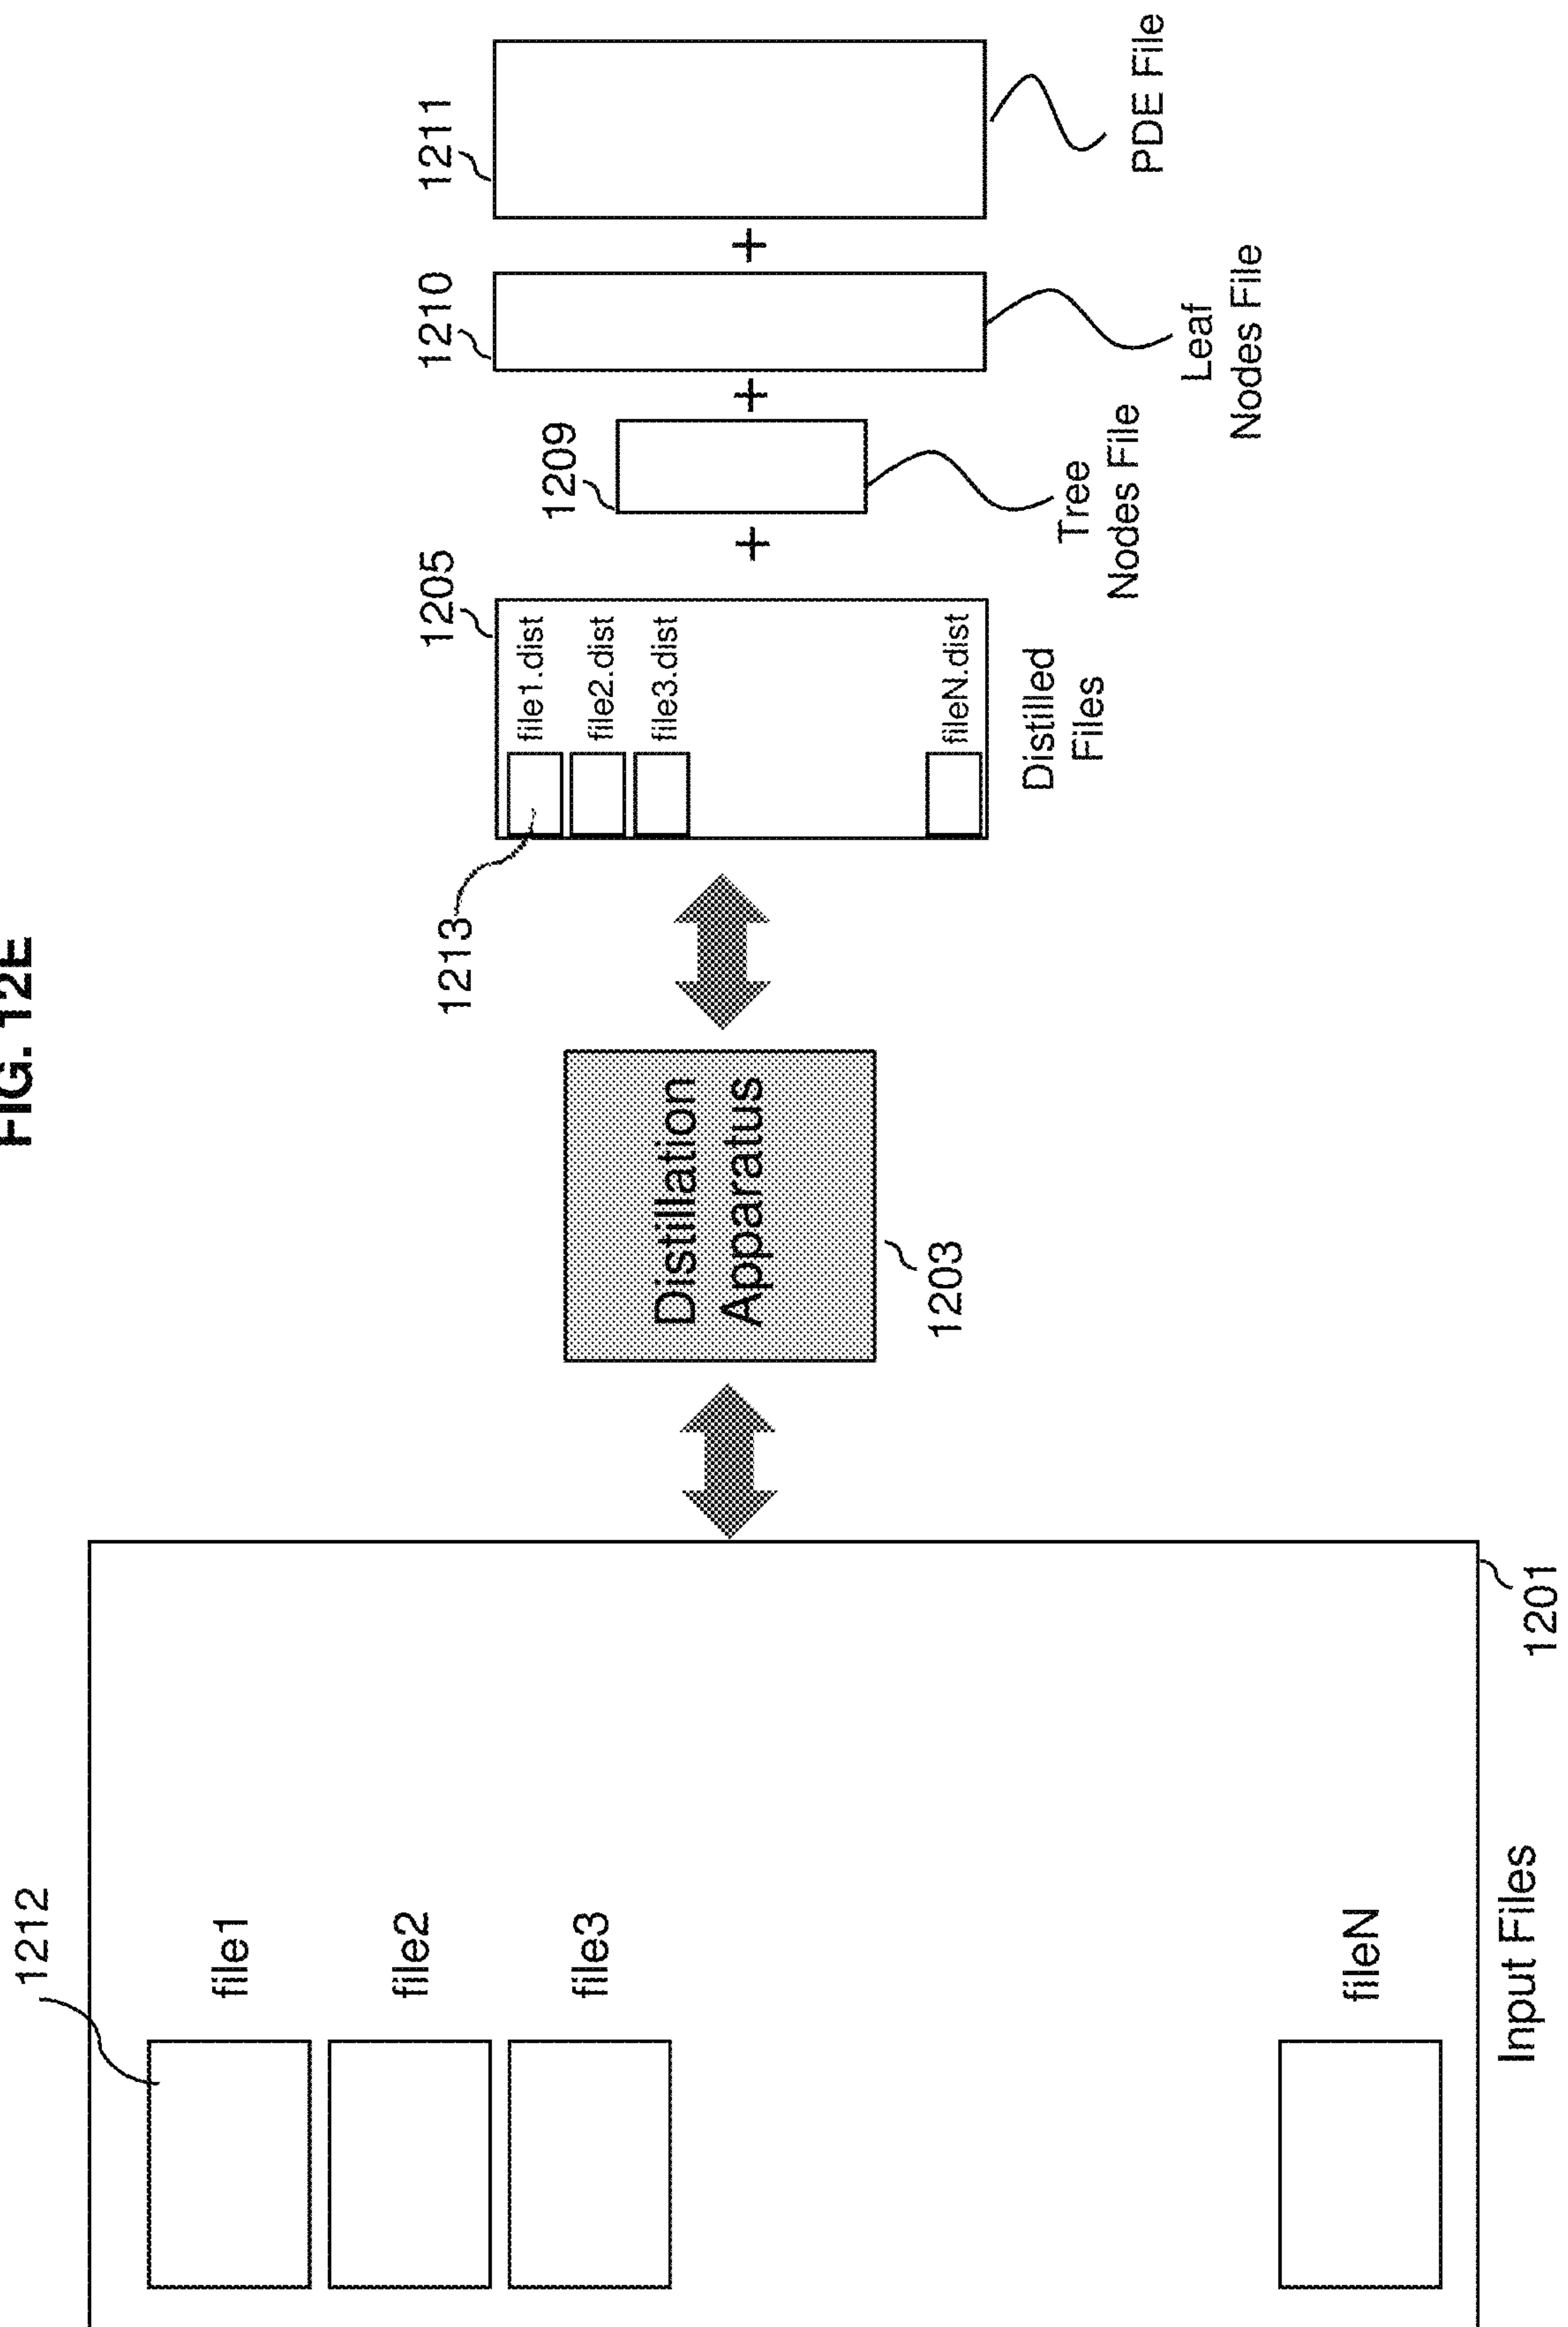 FIG. 12E
1212
file1
file2
file3
fileN
Input Files
1201
Distillation
Apparatus
1203
1213
1205
file1.dist
file2.dist
file3.dist
fileN.dist
Distilled
Files
+
1209
Tree
Nodes File
+
1210
Leaf
Nodes File
+
1211
PDE File